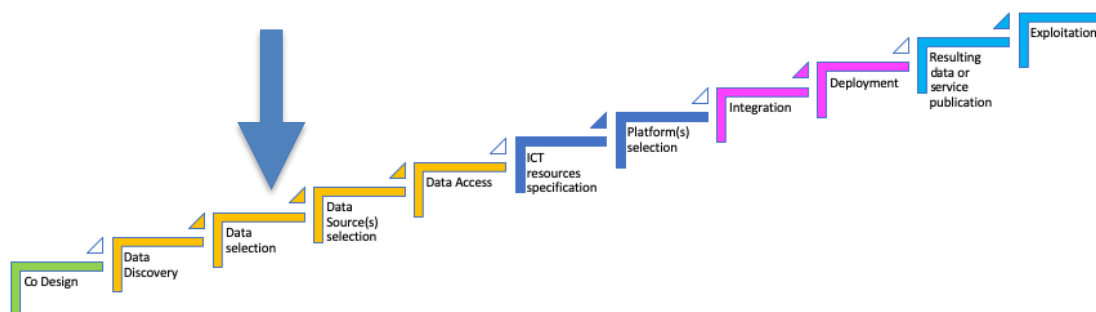 Co Design
Data
Discovery
Data
selection
Data
Source(s)
selection
Data Access
ICT
resources
specification
Platform(s)
selection
Integration
Deployment
Resulting
data or
service
publication
Exploitation